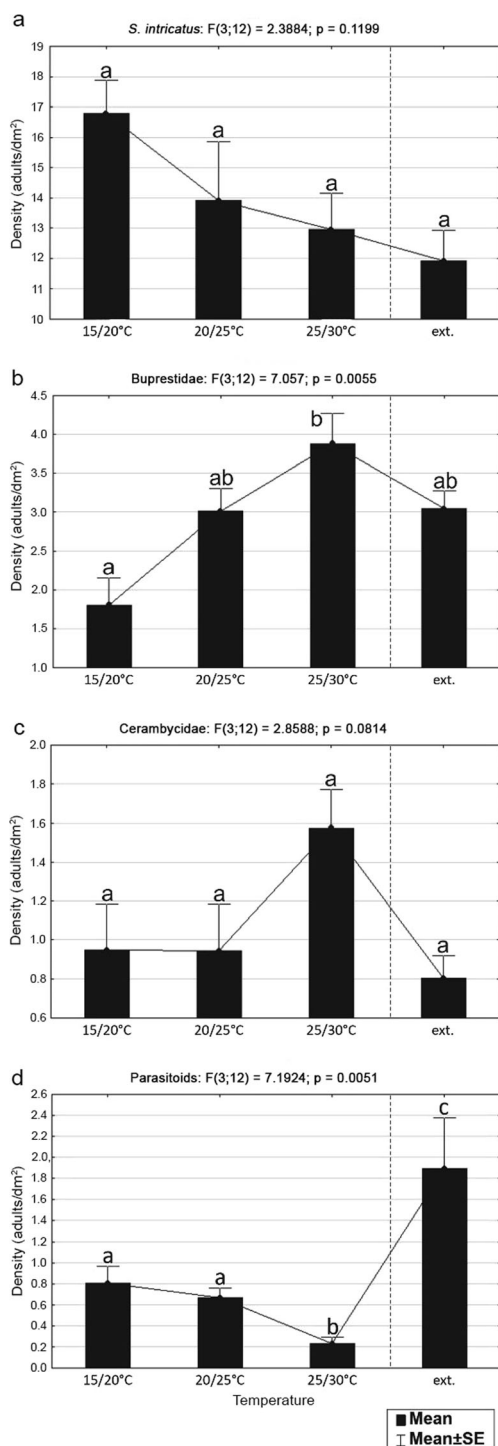 a
S. intricatus: F(3;12) = 2.3884; p = 0.1199
19
18
17
16
15
14
13
12
11
10
Density (adults/dm²)
a
a
a
a
15/20°C 20/25°C 25/30°C ext.
b
Buprestidae: F(3;12) = 7.057; p = 0.0055
4.5
4.0
3.5
3.0
2.5
2.0
1.5
1.0
Density (adults/dm²)
a
ab
b
ab
15/20°C 20/25°C 25/30°C ext.
c
Cerambycidae: F(3;12) = 2.8588; p = 0.0814
2.0
1.8
1.6
1.4
1.2
1.0
0.8
0.6
Density (adults/dm²)
a
a
a
a
15/20°C 20/25°C 25/30°C ext.
d
Parasitoids: F(3;12) = 7.1924; p = 0.0051
2.6
2.4
2.2
2.0
1.8
1.6
1.4
1.2
1.0
0.8
0.6
0.4
0.2
0.0
Density (adults/dm²)
a
a
b
c
15/20°C 20/25°C 25/30°C ext.
Temperature
Mean
Mean±SE